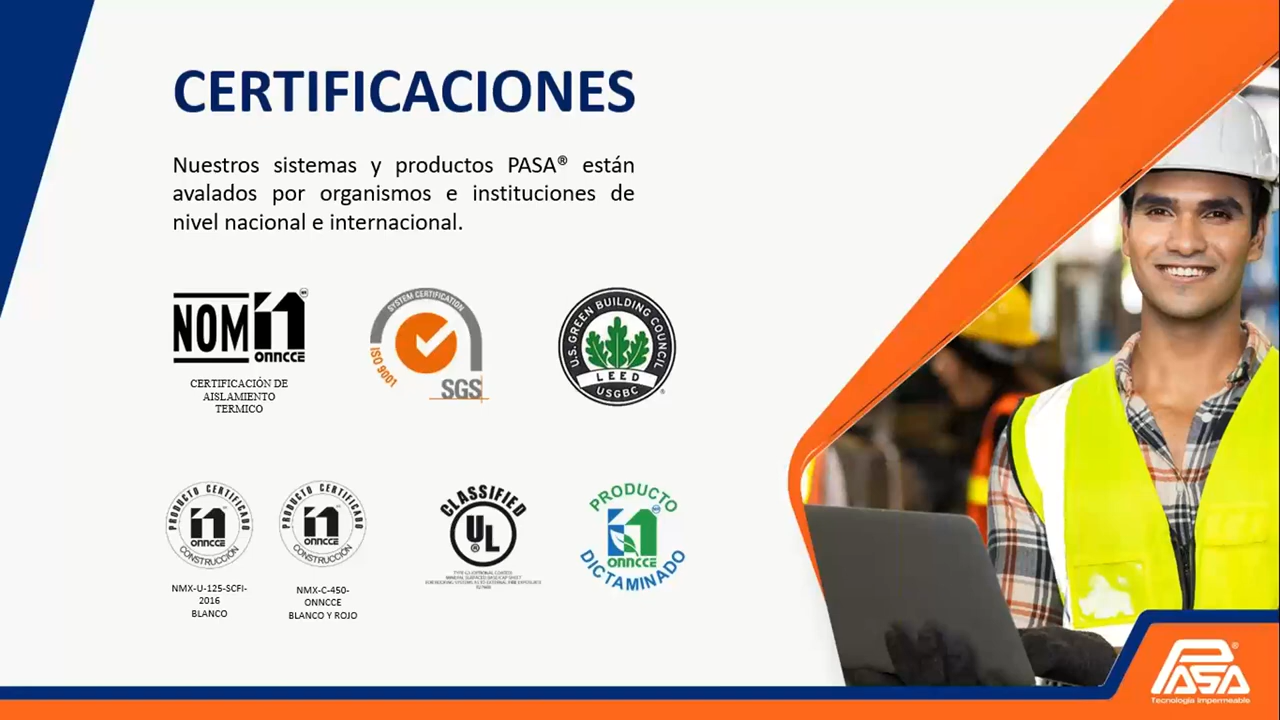 CERTIFICACIONES
Nuestros sistemas y productos PASA® están
avalados por organismos e instituciones de
nivel nacional e internacional.
NOM
onncce
CERTIFICACIÓN DE
AISLAMIENTO
TERMICO
SYSTEM CERTIFICATION
ISO 9001
SGS
U.S. GREEN BUILDING COUNCIL
LEED
USGBC
®
PRODUCTO CERTIFICADO
onncce
CONSTRUCCIÓN
NMX-U-125-SCFI-
2016
BLANCO
PRODUCTO CERTIFICADO
onncce
CONSTRUCCIÓN
NMX-C-450-
ONNCCE
BLANCO Y ROJO
CLASSIFIED
UL
®
PRODUCTO
onncce
DICTAMINADO
PASA®
Tecnología Impermeable